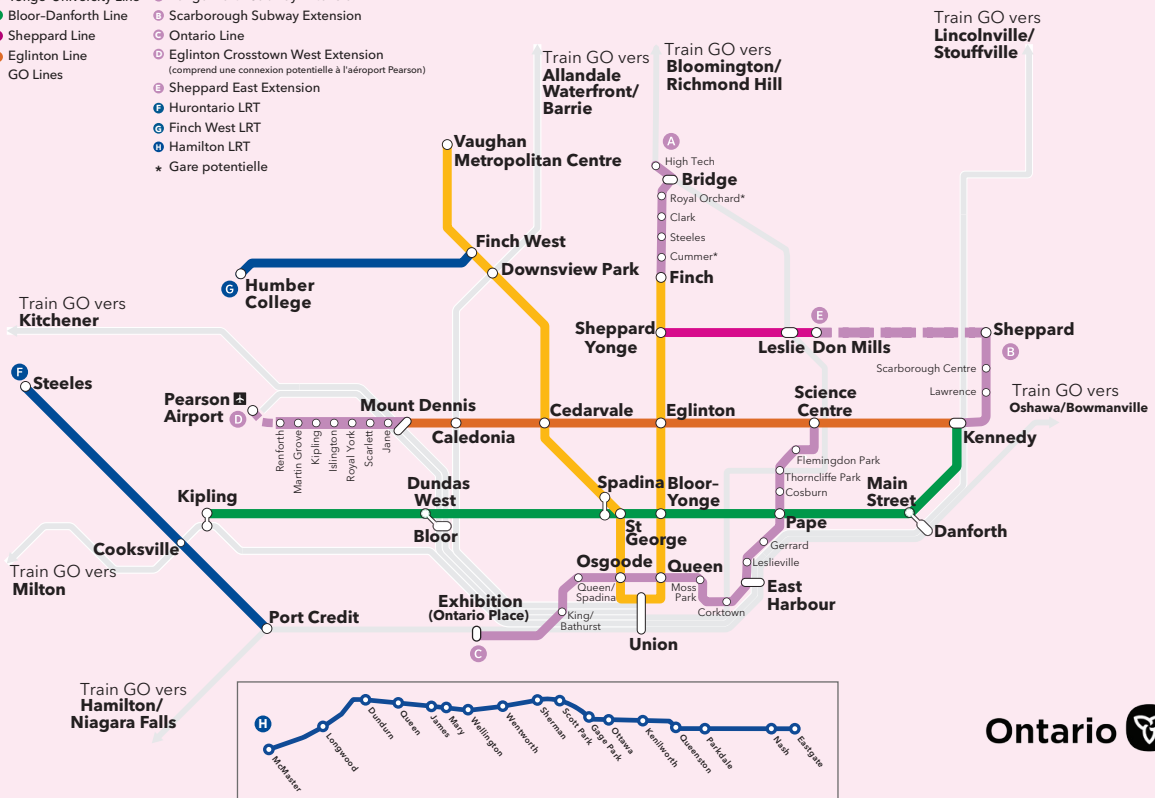 Bloor–Danforth Line
Sheppard Line
Eglinton Line
GO Lines
B Scarborough Subway Extension
C Ontario Line
D Eglinton Crosstown West Extension
(comprend une connexion potentielle à l'aéroport Pearson)
E Sheppard East Extension
F Hurontario LRT
G Finch West LRT
H Hamilton LRT
* Gare potentielle
Train GO vers
Allandale
Waterfront/
Barrie
Train GO vers
Bloomington/
Richmond Hill
Train GO vers
Lincolnville/
Stouffville
Vaughan
Metropolitan Centre
A
High Tech
Bridge
Royal Orchard*
Clark
Steeles
Cummer*
Finch
Finch West
Downsview Park
G
Humber
College
Train GO vers
Kitchener
Sheppard
Yonge
Leslie
Don Mills
E
Sheppard
B
Scarborough Centre
Lawrence
F
Steeles
Pearson
Airport
D
Renforth
Martin Grove
Kipling
Islington
Royal York
Scarlett
Jane
Mount Dennis
Caledonia
Cedarvale
Eglinton
Science
Centre
Kennedy
Train GO vers
Oshawa/Bowmanville
Flemingdon Park
Thorncliffe Park
Cosburn
Kipling
Dundas
West
Bloor
Spadina
St
George
Bloor–
Yonge
Pape
Main
Street
Danforth
Cooksville
Train GO vers
Milton
Gerrard
Leslieville
East
Harbour
Osgoode
Queen
Queen/
Spadina
Moss
Park
Corktown
King/
Bathurst
Exhibition
(Ontario Place)
C
Union
Port Credit
Train GO vers
Hamilton/
Niagara Falls
H
McMaster
Longwood
Dundurn
Queen
James
Mary
Wellington
Wentworth
Sherman
Scott Park
Gage Park
Ottawa
Kenilworth
Queenston
Parkdale
Nash
Eastgate
Ontario